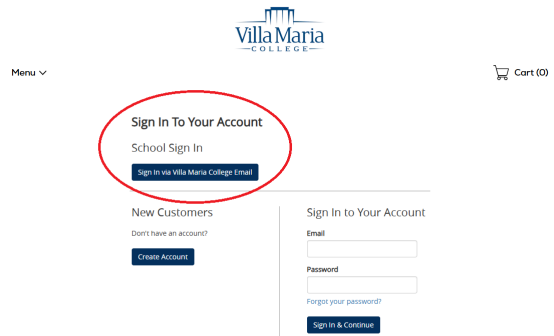 Villa Maria
COLLEGE
Menu
Cart (0)
Sign In To Your Account
School Sign In
Sign In via Villa Maria College Email
New Customers
Don't have an account?
Create Account
Sign In to Your Account
Email
Password
Forgot your password?
Sign In & Continue